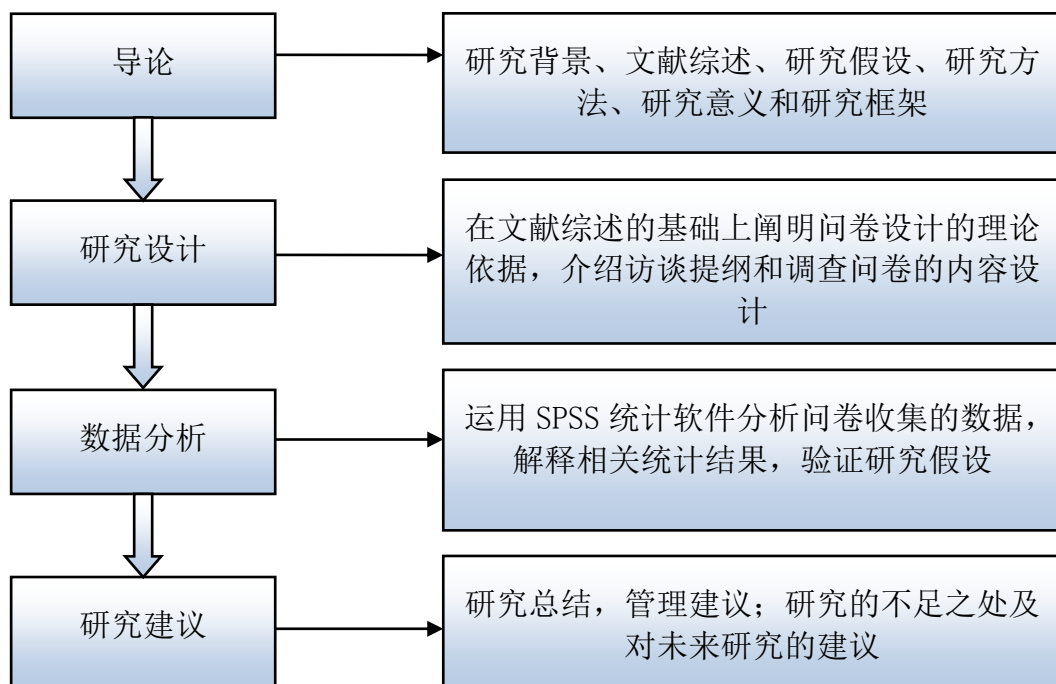 导论
研究背景、文献综述、研究假设、研究方
法、研究意义和研究框架
研究设计
在文献综述的基础上阐明问卷设计的理论
依据，介绍访谈提纲和调查问卷的内容设
计
数据分析
运用 SPSS 统计软件分析问卷收集的数据，
解释相关统计结果，验证研究假设
研究建议
研究总结，管理建议；研究的不足之处及
对未来研究的建议